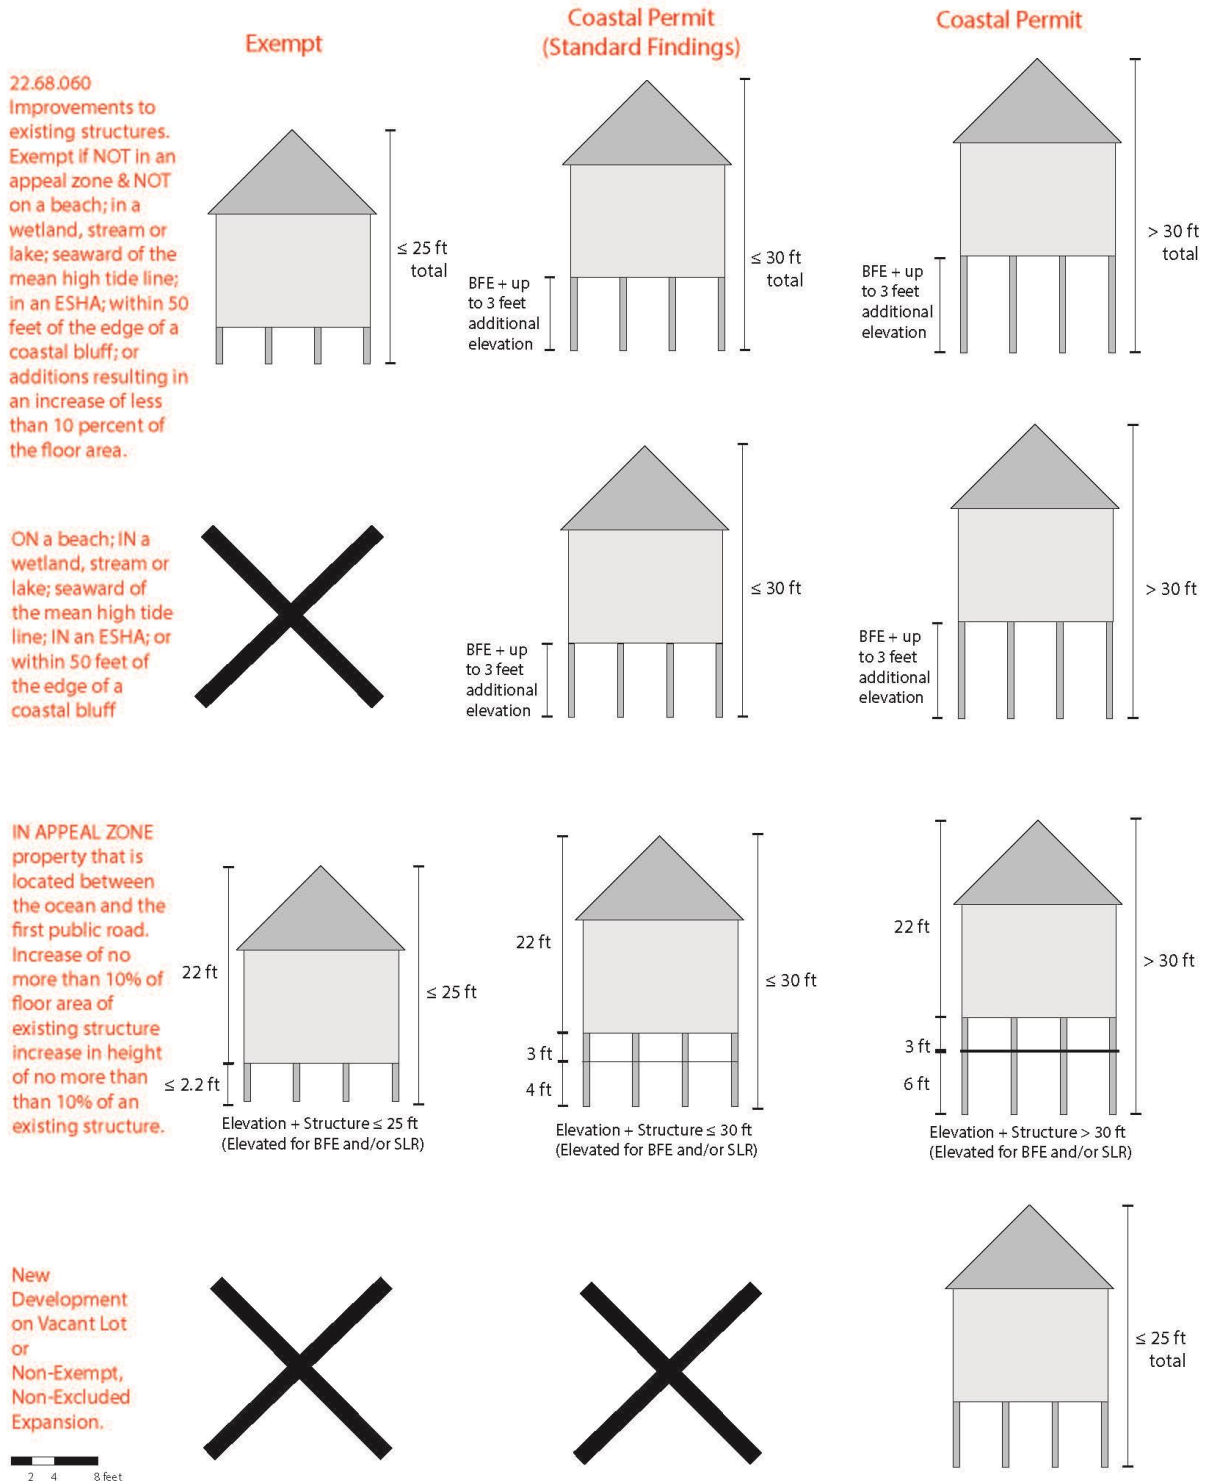 Exempt
Coastal Permit
(Standard Findings)
Coastal Permit
22.68.060
Improvements to
existing structures.
Exempt if NOT in an
appeal zone & NOT
on a beach; in a
wetland, stream or
lake; seaward of the
mean high tide line;
in an ESHA; within 50
feet of the edge of a
coastal bluff; or
additions resulting in
an increase of less
than 10 percent of
the floor area.
≤ 25 ft
total
BFE + up
to 3 feet
additional
elevation
≤ 30 ft
total
BFE + up
to 3 feet
additional
elevation
> 30 ft
total
ON a beach; IN a
wetland, stream or
lake; seaward of
the mean high tide
line; IN an ESHA; or
within 50 feet of
the edge of a
coastal bluff
BFE + up
to 3 feet
additional
elevation
≤ 30 ft
BFE + up
to 3 feet
additional
elevation
> 30 ft
IN APPEAL ZONE
property that is
located between
the ocean and the
first public road.
Increase of no
more than 10% of
floor area of
existing structure
increase in height
of no more than
than 10% of an
existing structure.
22 ft
≤ 2.2 ft
≤ 25 ft
Elevation + Structure ≤ 25 ft
(Elevated for BFE and/or SLR)
22 ft
3 ft
4 ft
≤ 30 ft
Elevation + Structure ≤ 30 ft
(Elevated for BFE and/or SLR)
22 ft
3 ft
6 ft
> 30 ft
Elevation + Structure > 30 ft
(Elevated for BFE and/or SLR)
New
Development
on Vacant Lot
or
Non-Exempt,
Non-Excluded
Expansion.
≤ 25 ft
total
2 4 8 feet